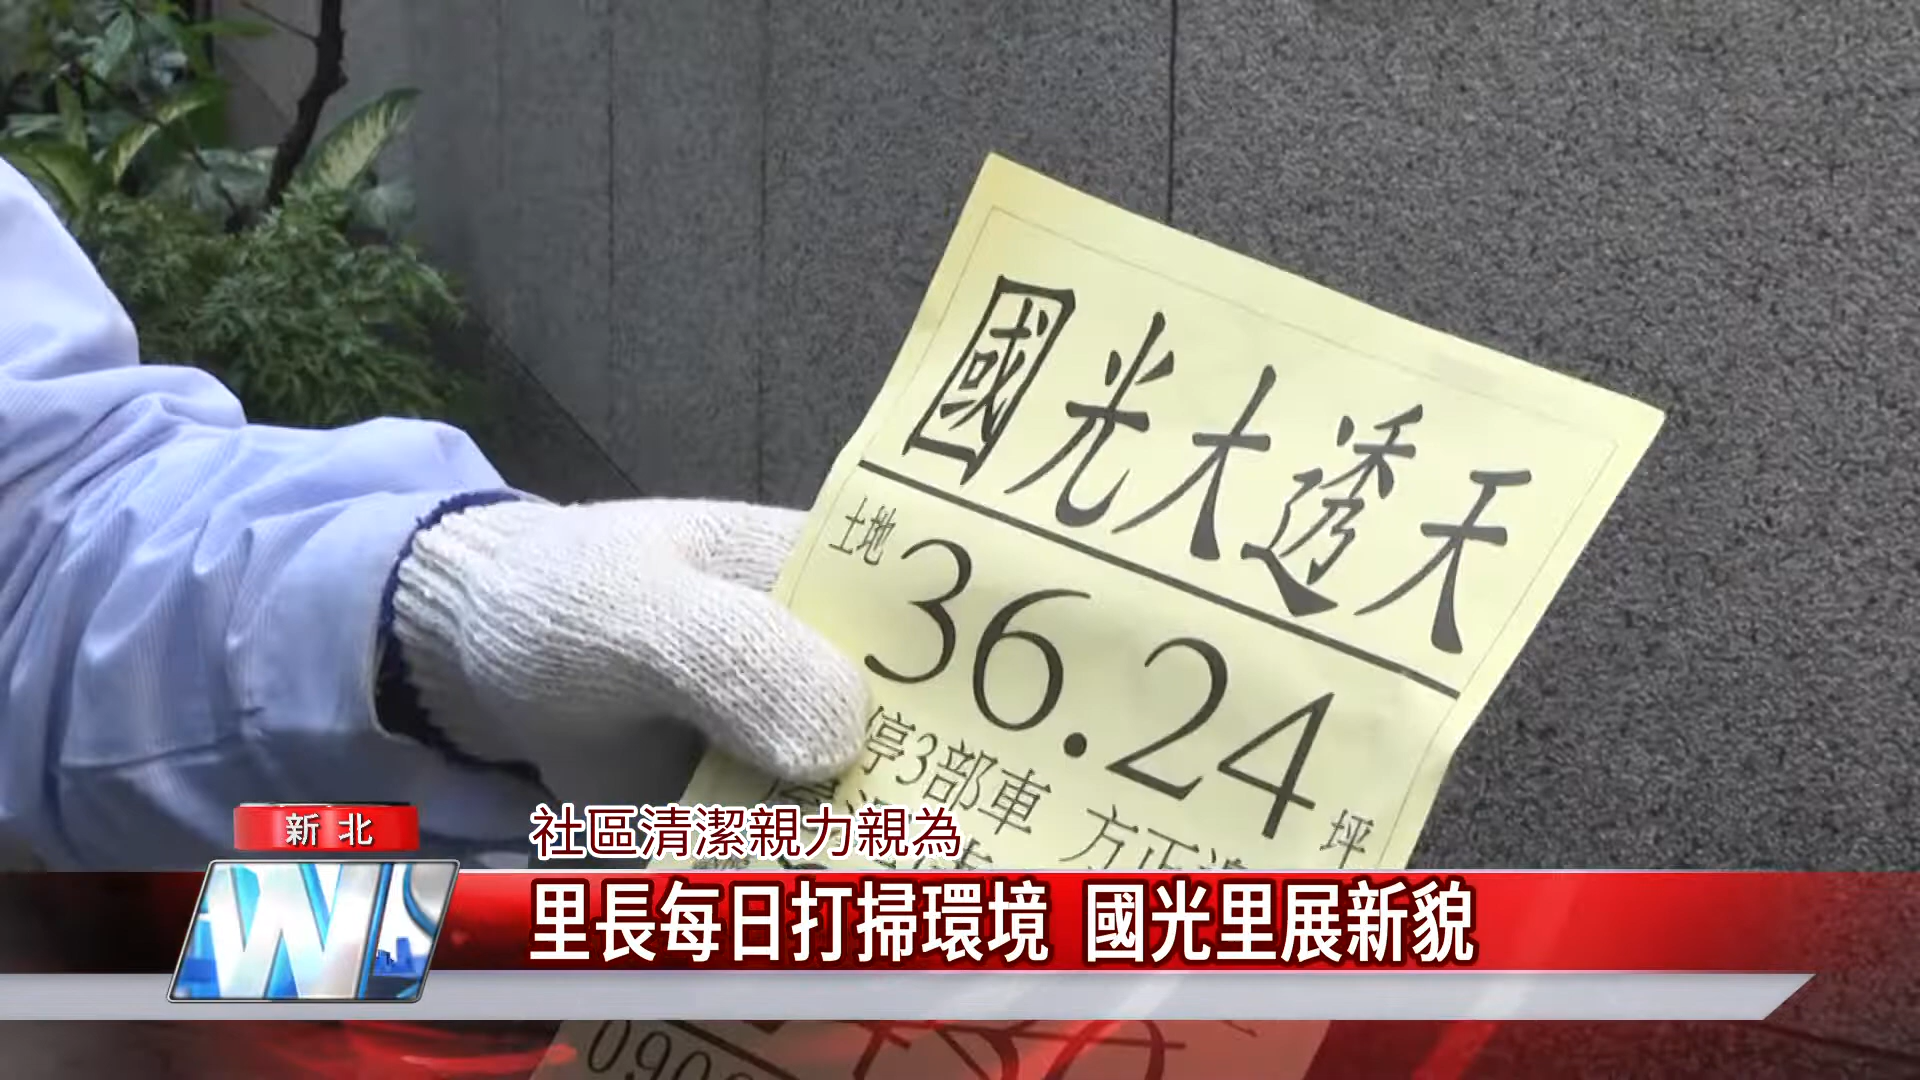 國光大透天
土地 36.24 坪
停3部車 方正
新北
社區清潔親力親為
W
里長每日打掃環境 國光里展新貌